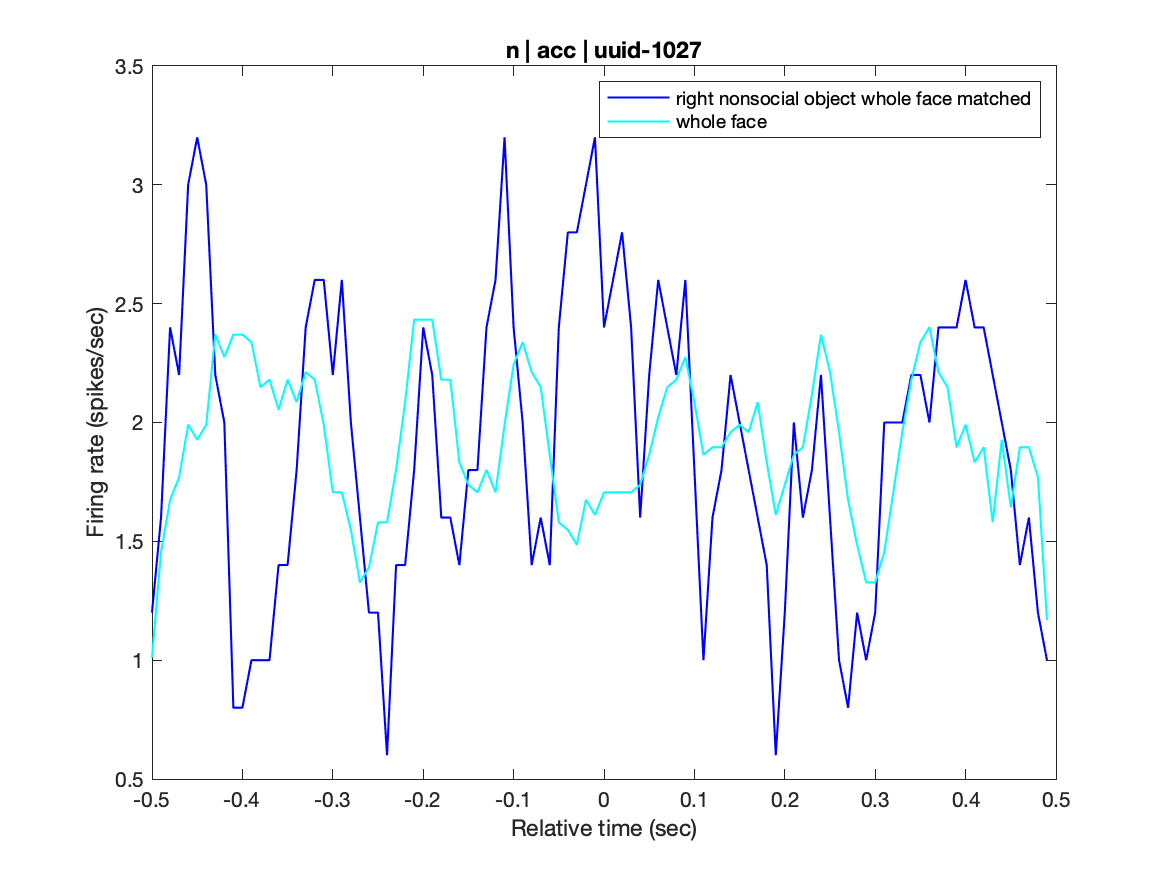 n | acc | uuid-1027
right nonsocial object whole face matched
whole face
Firing rate (spikes/sec)
3.5
3
2.5
2
1.5
1
0.5
-0.5 -0.4 -0.3 -0.2 -0.1 0 0.1 0.2 0.3 0.4 0.5
Relative time (sec)